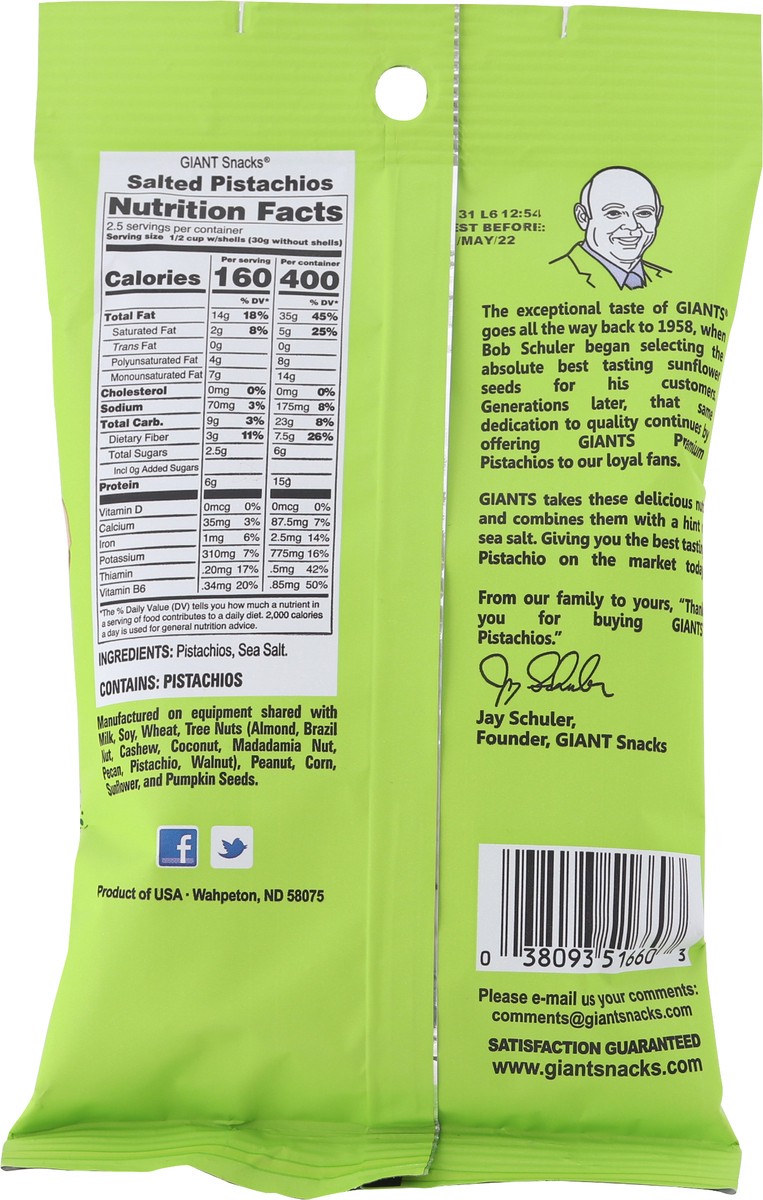 GIANT Snacks®
Salted Pistachios
Nutrition Facts
2.5 servings per container
Serving size 1/2 cup w/shells (30g without shells)
Per serving Per container
Calories 160 400
% DV* % DV*
Total Fat 14g 18% 35g 45%
Saturated Fat 2g 8% 5g 25%
Trans Fat 0g 0g
Polyunsaturated Fat 4g 8g
Monounsaturated Fat 7g 14g
Cholesterol 0mg 0% 0mg 0%
Sodium 70mg 3% 175mg 8%
Total Carb. 9g 3% 23g 8%
Dietary Fiber 3g 11% 7.5g 26%
Total Sugars 2.5g 6g
Incl 0g Added Sugars
Protein 6g 15g
Vitamin D 0mcg 0% 0mcg 0%
Calcium 35mg 3% 87.5mg 7%
Iron 1mg 6% 2.5mg 14%
Potassium 310mg 7% 775mg 16%
Thiamin .20mg 17% .5mg 42%
Vitamin B6 .34mg 20% .85mg 50%
*The % Daily Value (DV) tells you how much a nutrient in
a serving of food contributes to a daily diet. 2,000 calories
a day is used for general nutrition advice.
INGREDIENTS: Pistachios, Sea Salt.
CONTAINS: PISTACHIOS
Manufactured on equipment shared with
Milk, Soy, Wheat, Tree Nuts (Almond, Brazil
Nut, Cashew, Coconut, Madadamia Nut,
Pecan, Pistachio, Walnut), Peanut, Corn,
Sunflower, and Pumpkin Seeds.
f
Product of USA · Wahpeton, ND 58075
31 L6 12:54
EST BEFORE:
/MAY/22
The exceptional taste of GIANTS®
goes all the way back to 1958, when
Bob Schuler began selecting the
absolute best tasting sunflower
seeds for his customers.
Generations later, that same
dedication to quality continues by
offering GIANTS Premium
Pistachios to our loyal fans.
GIANTS takes these delicious nu
and combines them with a hint
sea salt. Giving you the best tasti
Pistachio on the market toda
From our family to yours, “Than
you for buying GIANTS
Pistachios.”
Jay Schuler
Jay Schuler,
Founder, GIANT Snacks
0 38093 51660 3
Please e-mail us your comments:
comments@giantsnacks.com
SATISFACTION GUARANTEED
www.giantsnacks.com